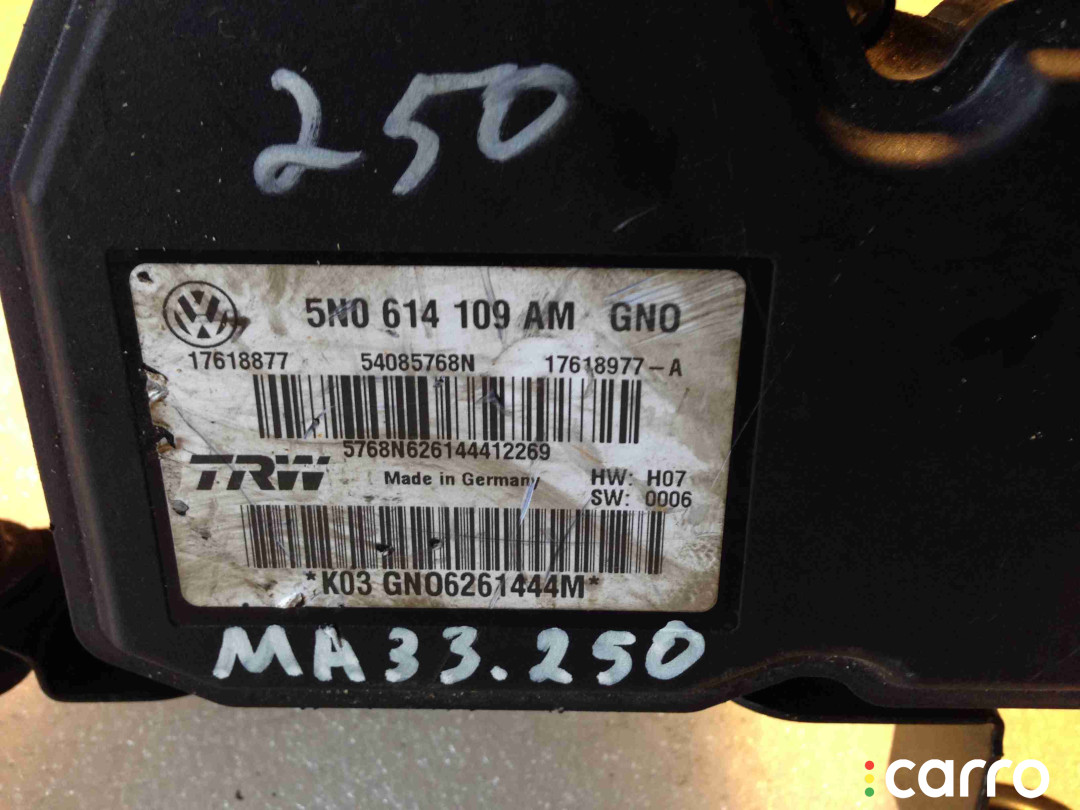 250
5N0 614 109 AM GNO
17618877 54085768N 17618977-A
5768N626144412269
TRW Made in Germany HW: H07
SW: 0006
*K03 GNO6261444M*
MA33.250
carro